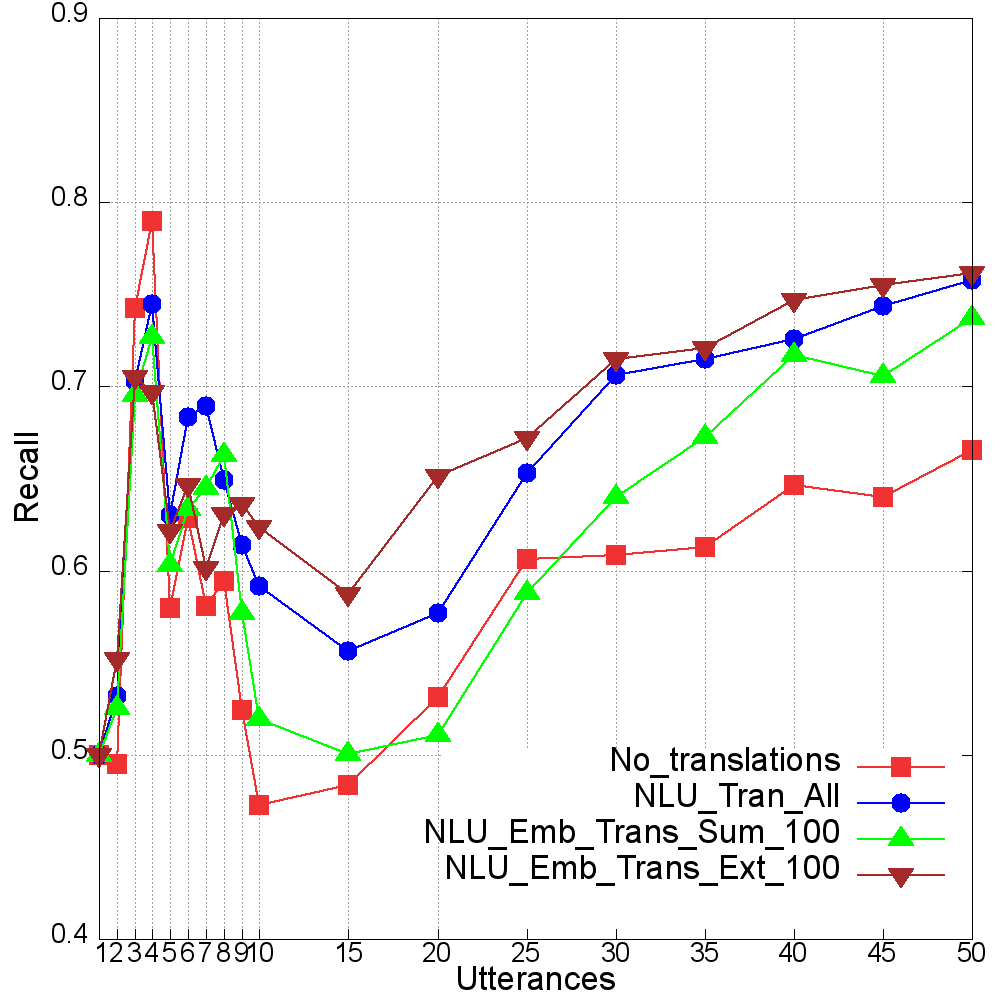 0.9
0.8
0.7
0.6
0.5
0.4
Recall
No_translations
NLU_Tran_All
NLU_Emb_Trans_Sum_100
NLU_Emb_Trans_Ext_100
1 2 3 4 5 6 7 8 9 10 15 20 25 30 35 40 45 50
Utterances